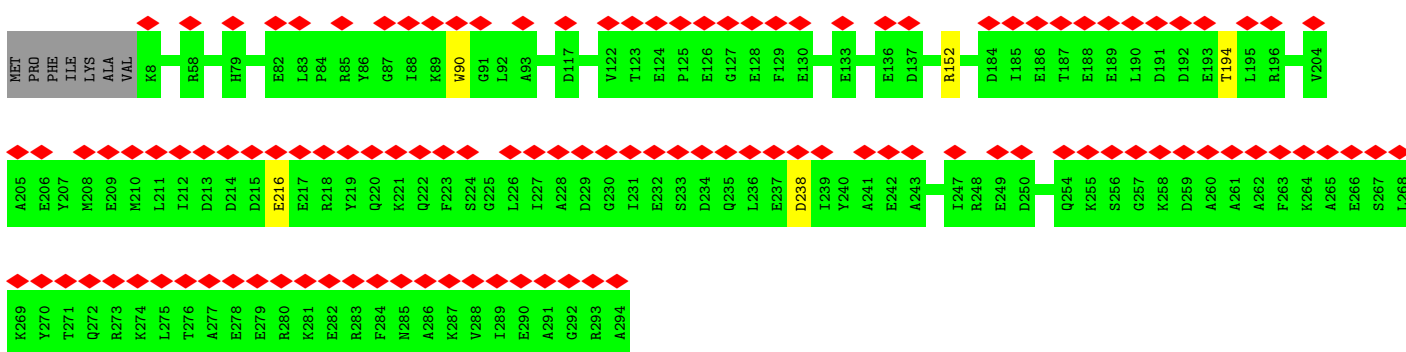 MET PRO PHE ILE LYS ALA VAL K8 R58 H79 E82 L83 P84 R85 Y86 G87 I88 K89 W90 G91 L92 A93 D117 V122 T123 E124 P125 E126 G127 E128 F129 E130 E133 E136 D137 R152 D184 I185 E186 T187 E188 E189 L190 D191 D192 E193 T194 L195 R196 V204
A205 E206 Y207 M208 E209 M210 L211 I212 D213 D214 D215 E216 E217 R218 Y219 Q220 K221 Q222 F223 S224 G225 L226 I227 A228 D229 G230 I231 E232 S233 D234 Q235 L236 E237 D238 I239 Y240 A241 E242 A243 I247 R248 E249 D250 Q254 K255 S256 G257 K258 D259 A260 A261 A262 F263 K264 A265 E266 S267 L268
K269 Y270 T271 Q272 R273 K274 L275 T276 A277 E278 E279 R280 K281 E282 R283 F284 N285 A286 K287 V288 I289 E290 A291 G292 R293 A294